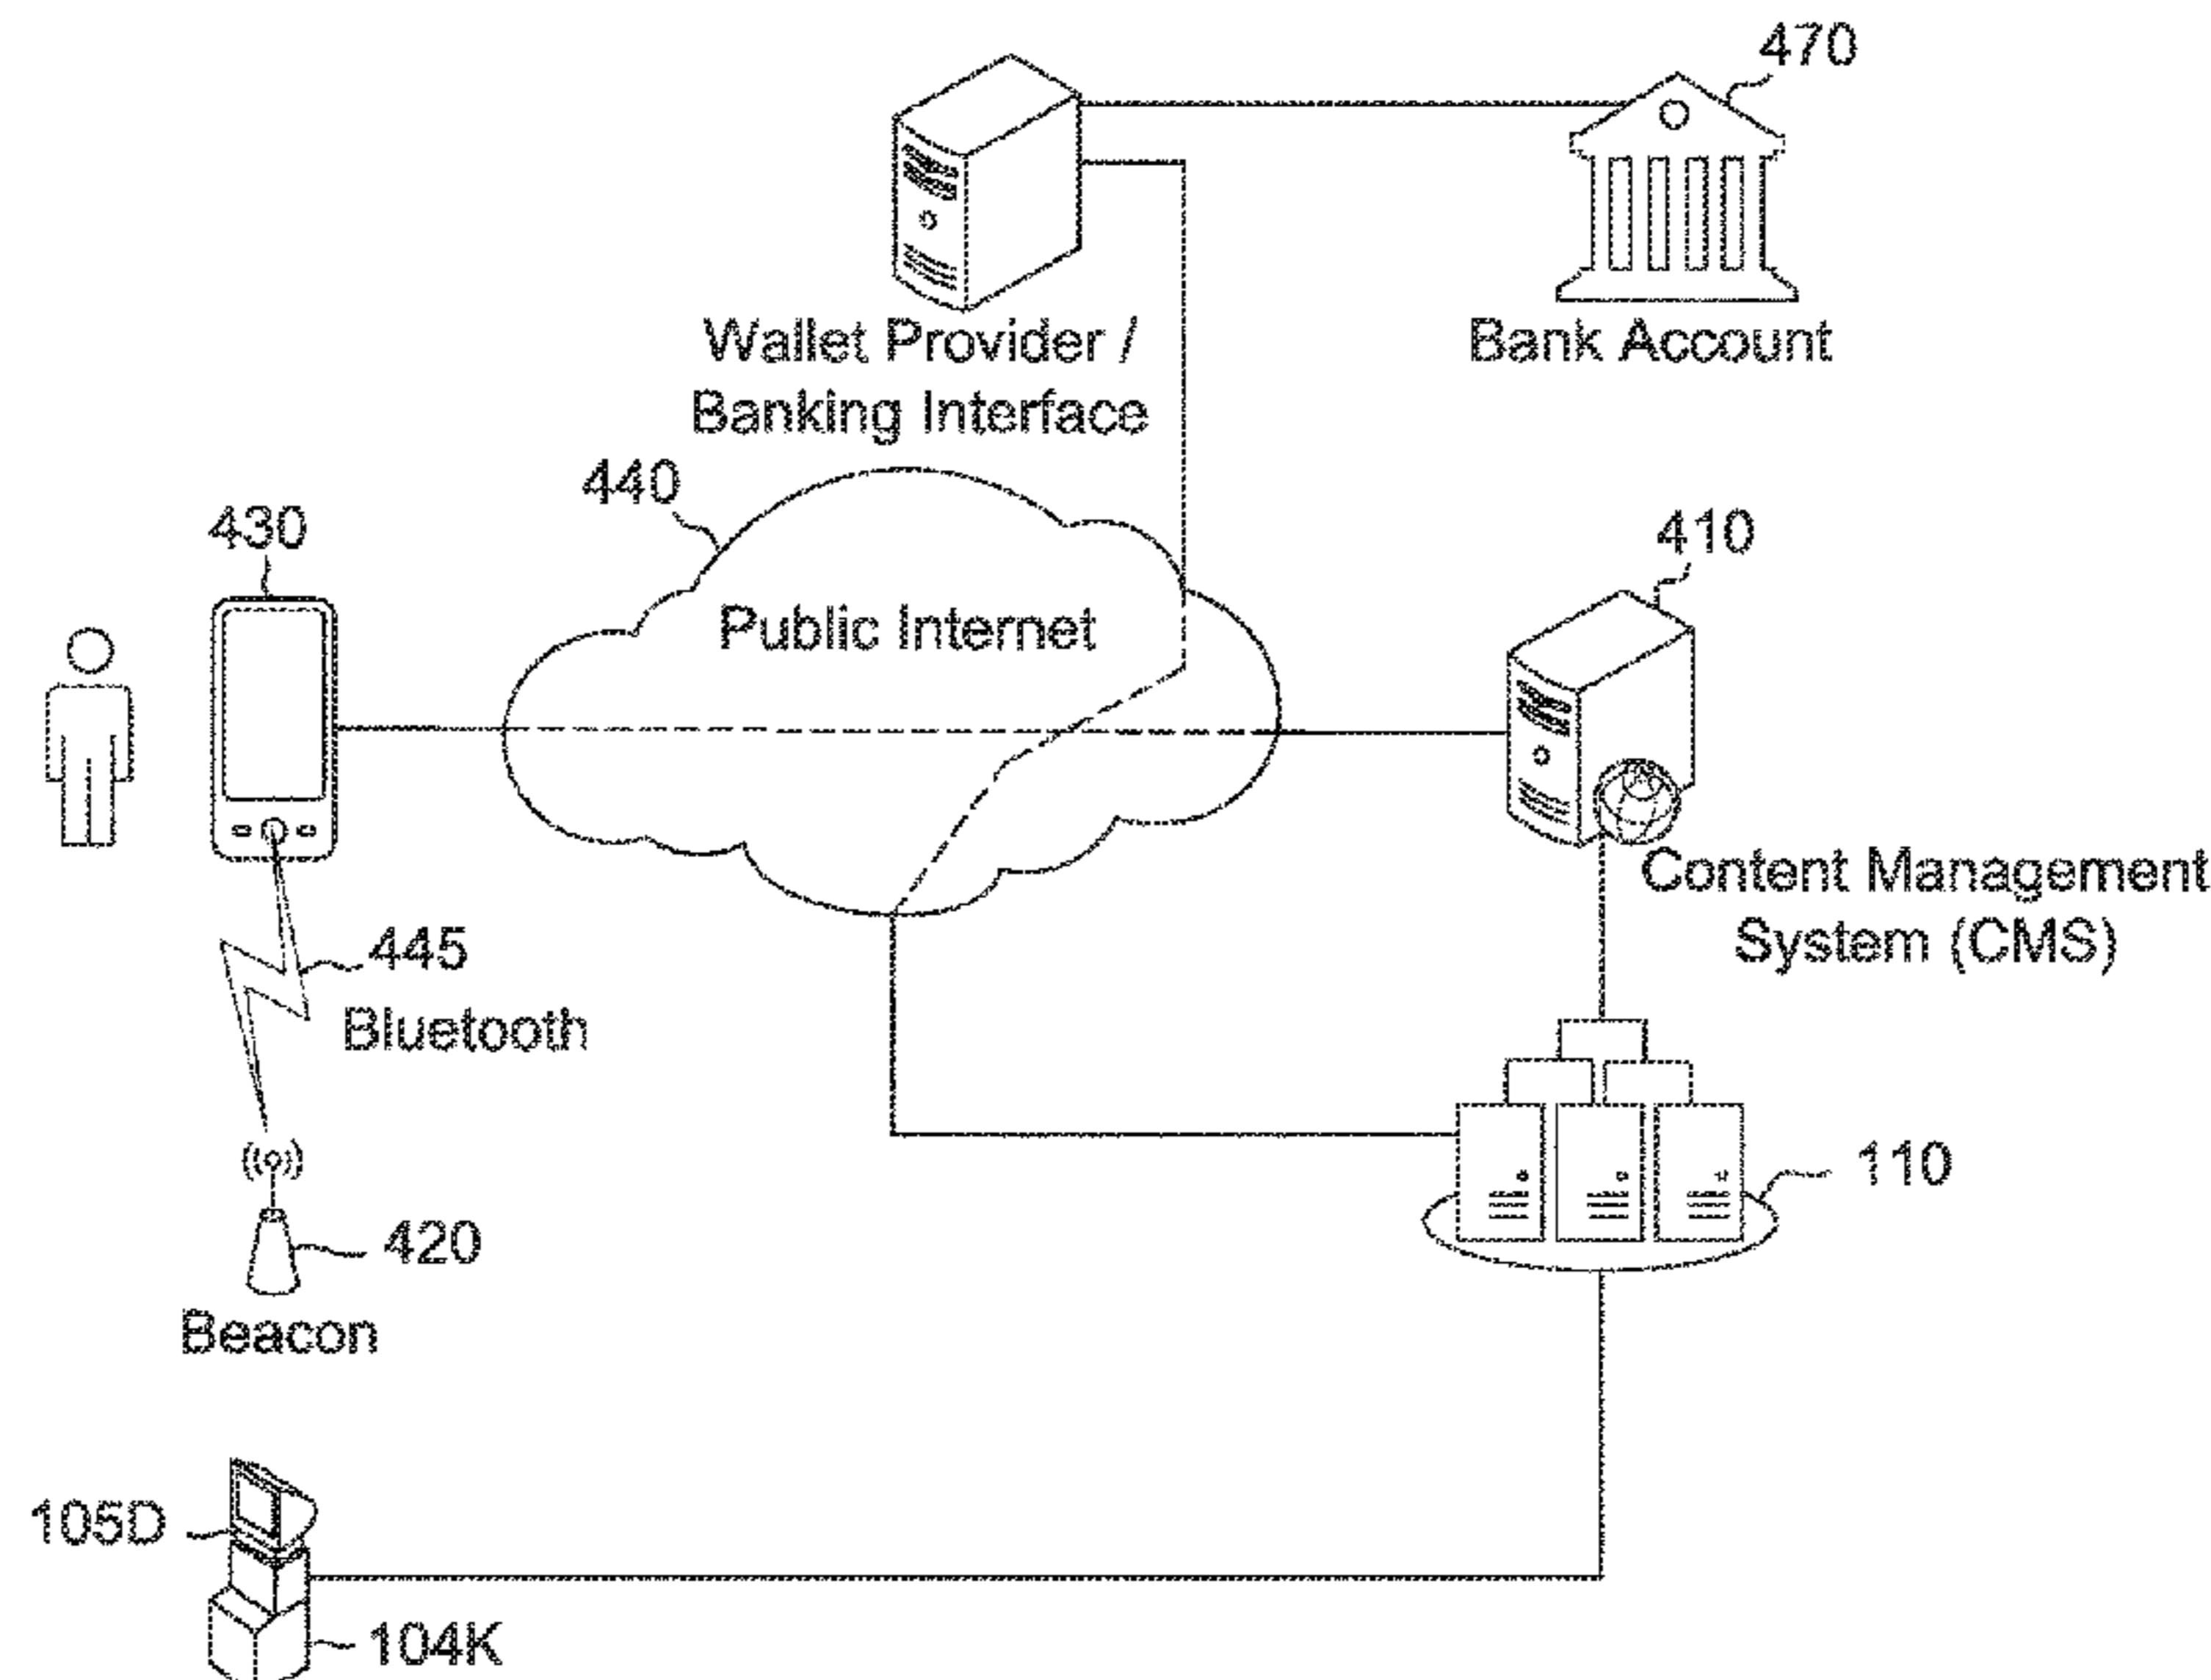 470
Wallet Provider /
Banking Interface
Bank Account
440
430
410
Public Internet
Content Management
System (CMS)
445
Bluetooth
110
420
Beacon
105D
104K